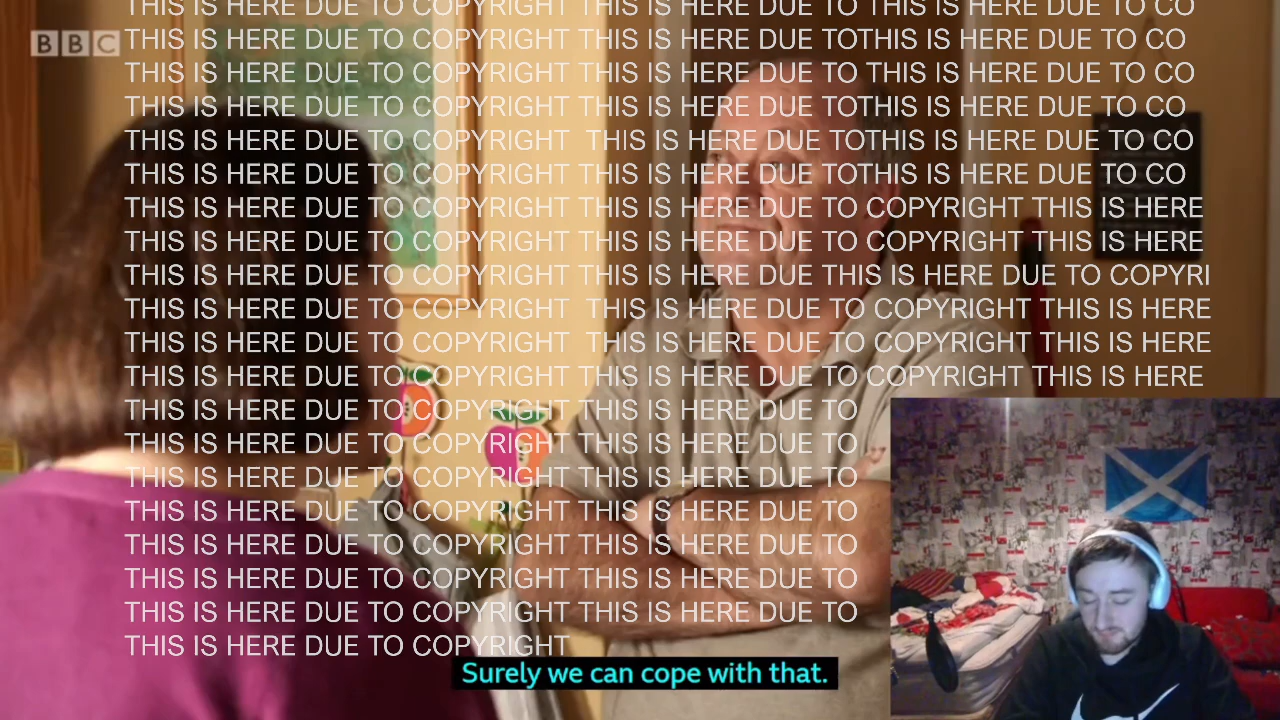 THIS IS HERE DUE TO COPYRIGHT THIS IS HERE DUE TO THIS IS HERE DUE TO CO
BBC
THIS IS HERE DUE TO COPYRIGHT THIS IS HERE DUE TOTHIS IS HERE DUE TO CO
THIS IS HERE DUE TO COPYRIGHT THIS IS HERE DUE TO THIS IS HERE DUE TO CO
THIS IS HERE DUE TO COPYRIGHT THIS IS HERE DUE TOTHIS IS HERE DUE TO CO
THIS IS HERE DUE TO COPYRIGHT  THIS IS HERE DUE TOTHIS IS HERE DUE TO CO
THIS IS HERE DUE TO COPYRIGHT THIS IS HERE DUE TOTHIS IS HERE DUE TO CO
THIS IS HERE DUE TO COPYRIGHT THIS IS HERE DUE TO COPYRIGHT THIS IS HERE
THIS IS HERE DUE TO COPYRIGHT THIS IS HERE DUE TO COPYRIGHT THIS IS HERE
THIS IS HERE DUE TO COPYRIGHT THIS IS HERE DUE THIS IS HERE DUE TO COPYRI
THIS IS HERE DUE TO COPYRIGHT  THIS IS HERE DUE TO COPYRIGHT THIS IS HERE
THIS IS HERE DUE TO COPYRIGHT  THIS IS HERE DUE TO COPYRIGHT THIS IS HERE
THIS IS HERE DUE TO COPYRIGHT THIS IS HERE DUE TO COPYRIGHT THIS IS HERE
THIS IS HERE DUE TO COPYRIGHT THIS IS HERE DUE TO
THIS IS HERE DUE TO COPYRIGHT THIS IS HERE DUE TO
THIS IS HERE DUE TO COPYRIGHT THIS IS HERE DUE TO
THIS IS HERE DUE TO COPYRIGHT THIS IS HERE DUE TO
THIS IS HERE DUE TO COPYRIGHT THIS IS HERE DUE TO
THIS IS HERE DUE TO COPYRIGHT THIS IS HERE DUE TO
THIS IS HERE DUE TO COPYRIGHT THIS IS HERE DUE TO
THIS IS HERE DUE TO COPYRIGHT
Surely we can cope with that.